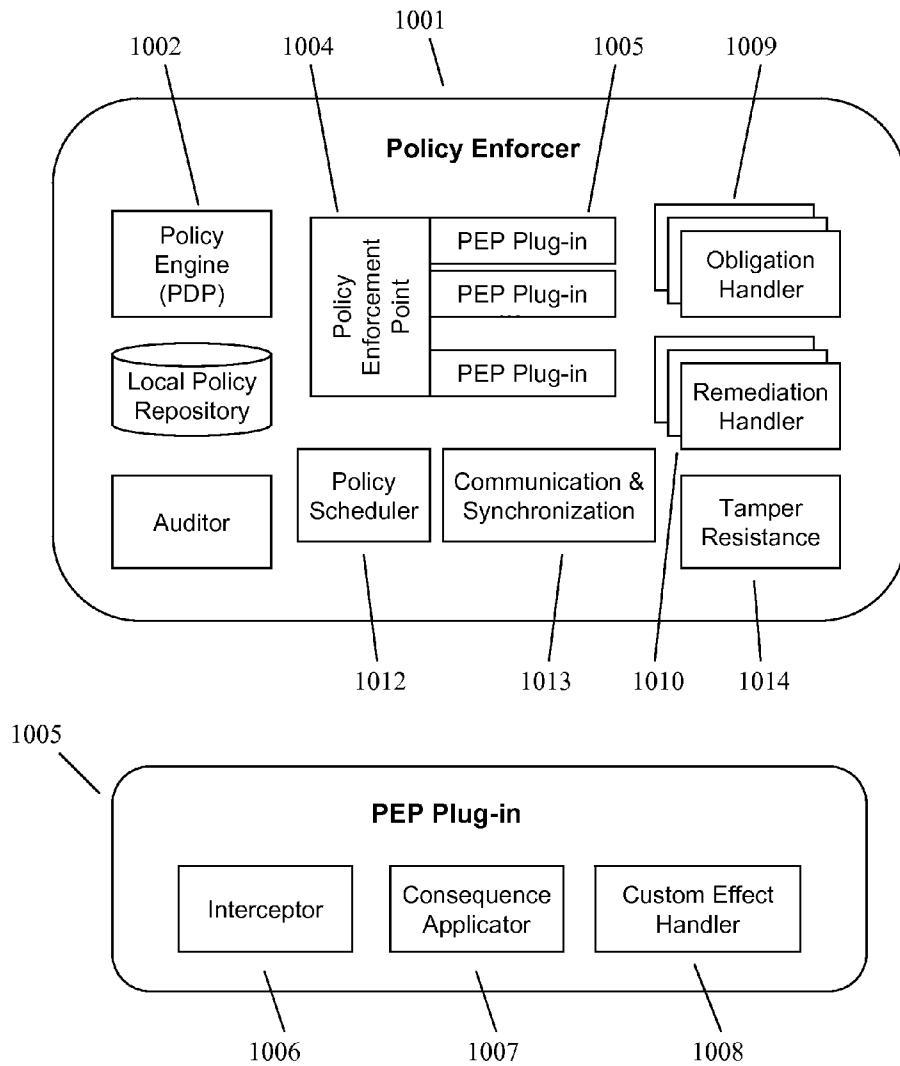 1001
1002
1004
1005
1009
Policy Enforcer
Policy
Engine
(PDP)
Policy
Enforcement
Point
PEP Plug-in
PEP Plug-in
...
PEP Plug-in
Obligation
Handler
Local Policy
Repository
Remediation
Handler
Auditor
Policy
Scheduler
Communication &
Synchronization
Tamper
Resistance
1012
1013
1010
1014
1005
PEP Plug-in
Interceptor
Consequence
Applicator
Custom Effect
Handler
1006
1007
1008